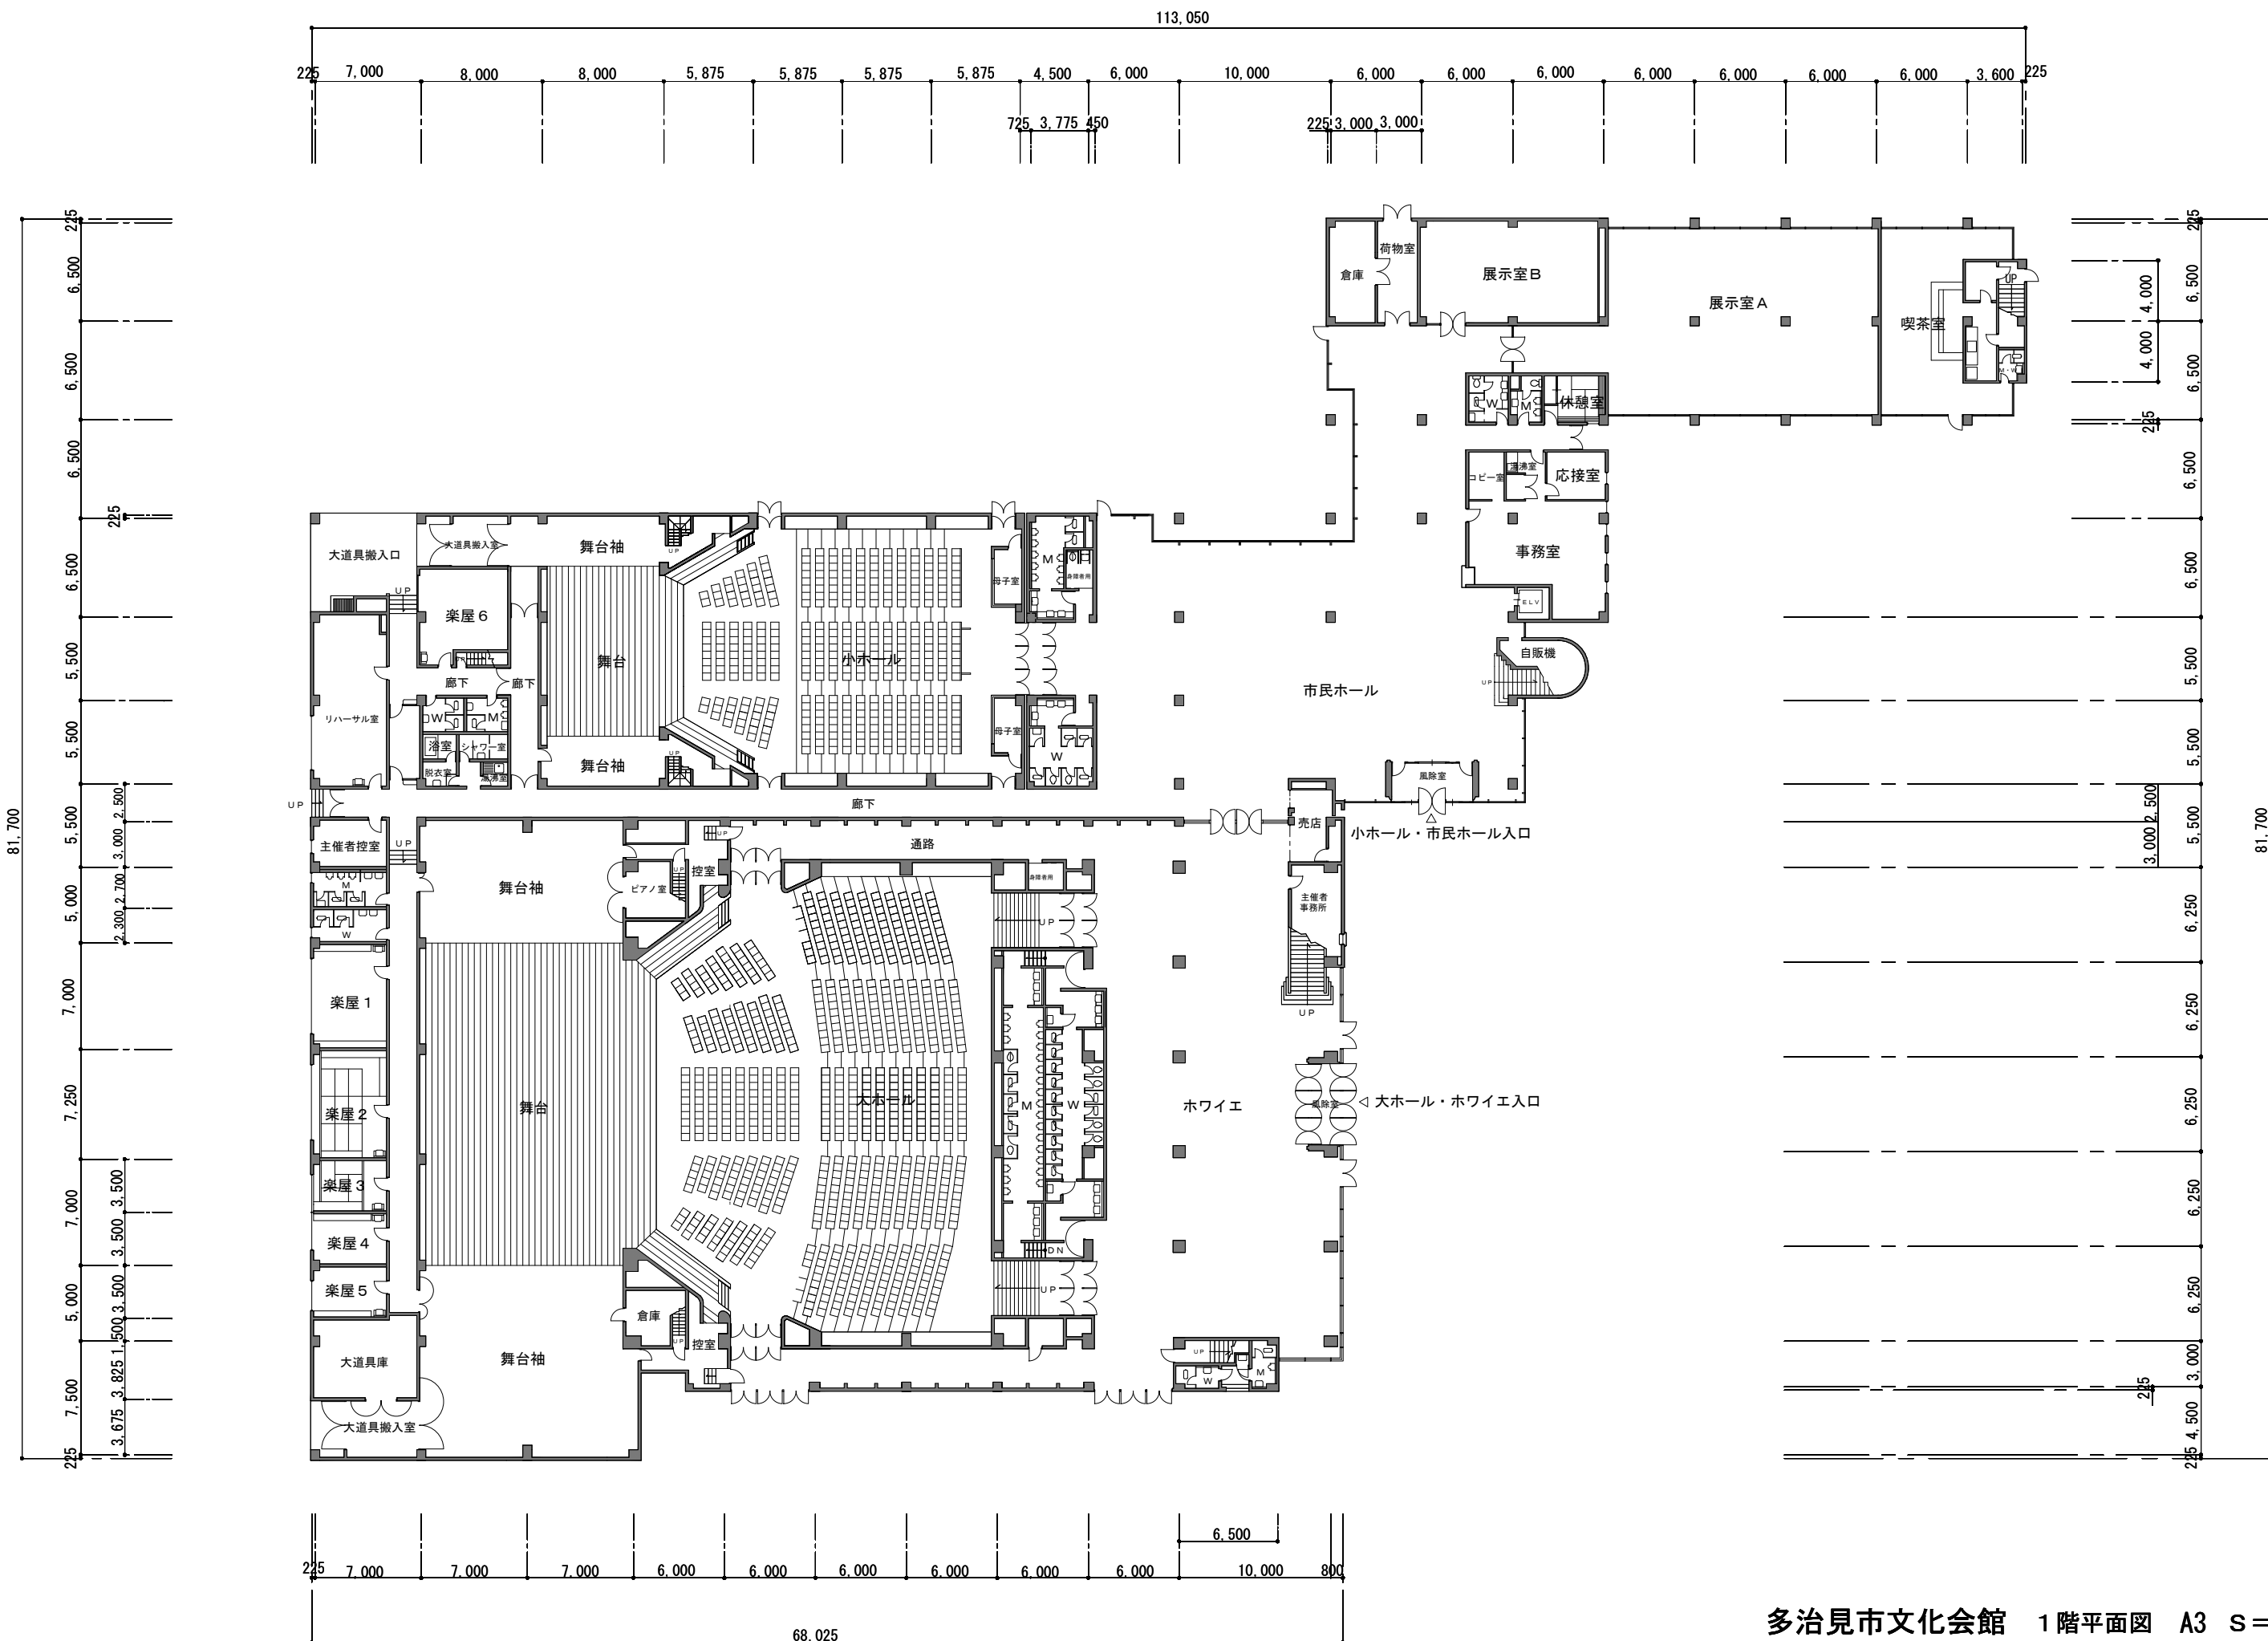 113,050
225 7,000 8,000 8,000 5,875 5,875 5,875 5,875 4,500 6,000 10,000 6,000 6,000 6,000 6,000 6,000 6,000 6,000 3,600 225
725 3,775 450 225 3,000 3,000
81,700
225
6,500
6,500
6,500
225
6,500
5,500
5,500
5,500
2,500
3,000
5,000
2,700
2,300
7,000
7,250
7,000
3,500
3,500
5,000
3,500
1,500
7,500
3,825
3,675
225
倉庫
荷物室
展示室B
展示室A
喫茶室
UP
M・W
W
M
休憩室
コピー室
湯沸室
応接室
事務室
ELV
自販機
UP
市民ホール
風除室
小ホール・市民ホール入口
大道具搬入口
大道具搬入室
舞台袖
UP
UP
楽屋6
UP
廊下
廊下
リハーサル室
W
M
浴室
シャワー室
脱衣室
湯沸室
舞台
舞台袖
UP
小ホール
母子室
母子室
M
身障者用
W
UP
廊下
主催者控室
UP
M
W
舞台袖
ピアノ室
UP
控室
UP
通路
身障者用
UP
売店
主催者
事務所
UP
楽屋1
楽屋2
楽屋3
楽屋4
楽屋5
舞台
大ホール
M
W
DN
UP
ホワイエ
風除室
大ホール・ホワイエ入口
大道具庫
大道具搬入室
舞台袖
倉庫
UP
控室
UP
W
M
225
6,500
4,000
4,000
6,500
225
6,500
6,500
5,500
5,500
5,500
2,500
3,000
6,250
6,250
6,250
6,250
6,250
3,000
225
4,500
225
81,700
6,500
225 7,000 7,000 7,000 6,000 6,000 6,000 6,000 6,000 6,000 10,000 800
68,025
多治見市文化会館 1階平面図 A3 S=